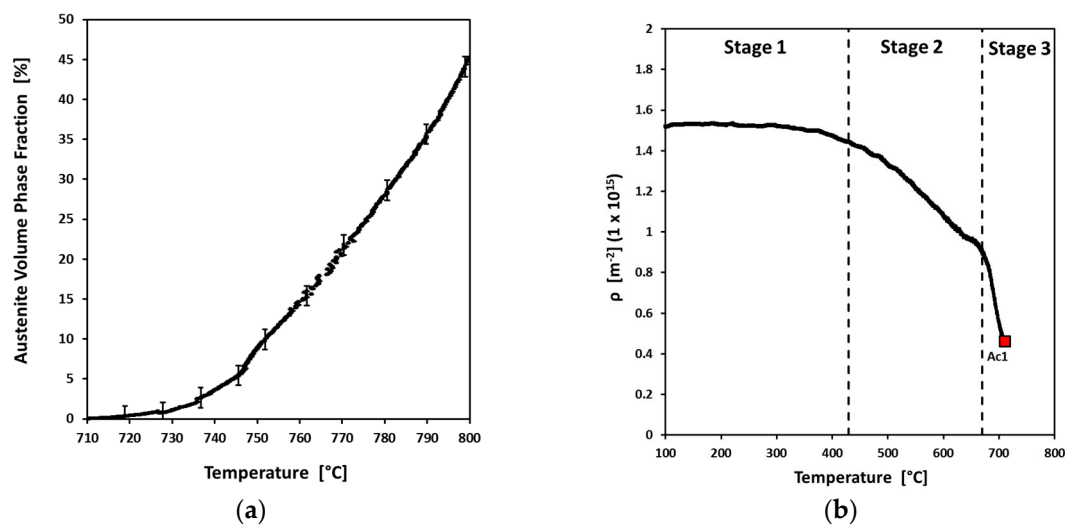 50
45
40
35
30
25
20
15
10
5
0
710 720 730 740 750 760 770 780 790 800
Austenite Volume Phase Fraction [%]
Temperature [°C]
(a)
Stage 1 Stage 2 Stage 3
2
1.8
1.6
1.4
1.2
1
0.8
0.6
0.4
0.2
0
100 200 300 400 500 600 700 800
ρ [m⁻²] (1 x 10¹⁵)
Ac1
Temperature [°C]
(b)